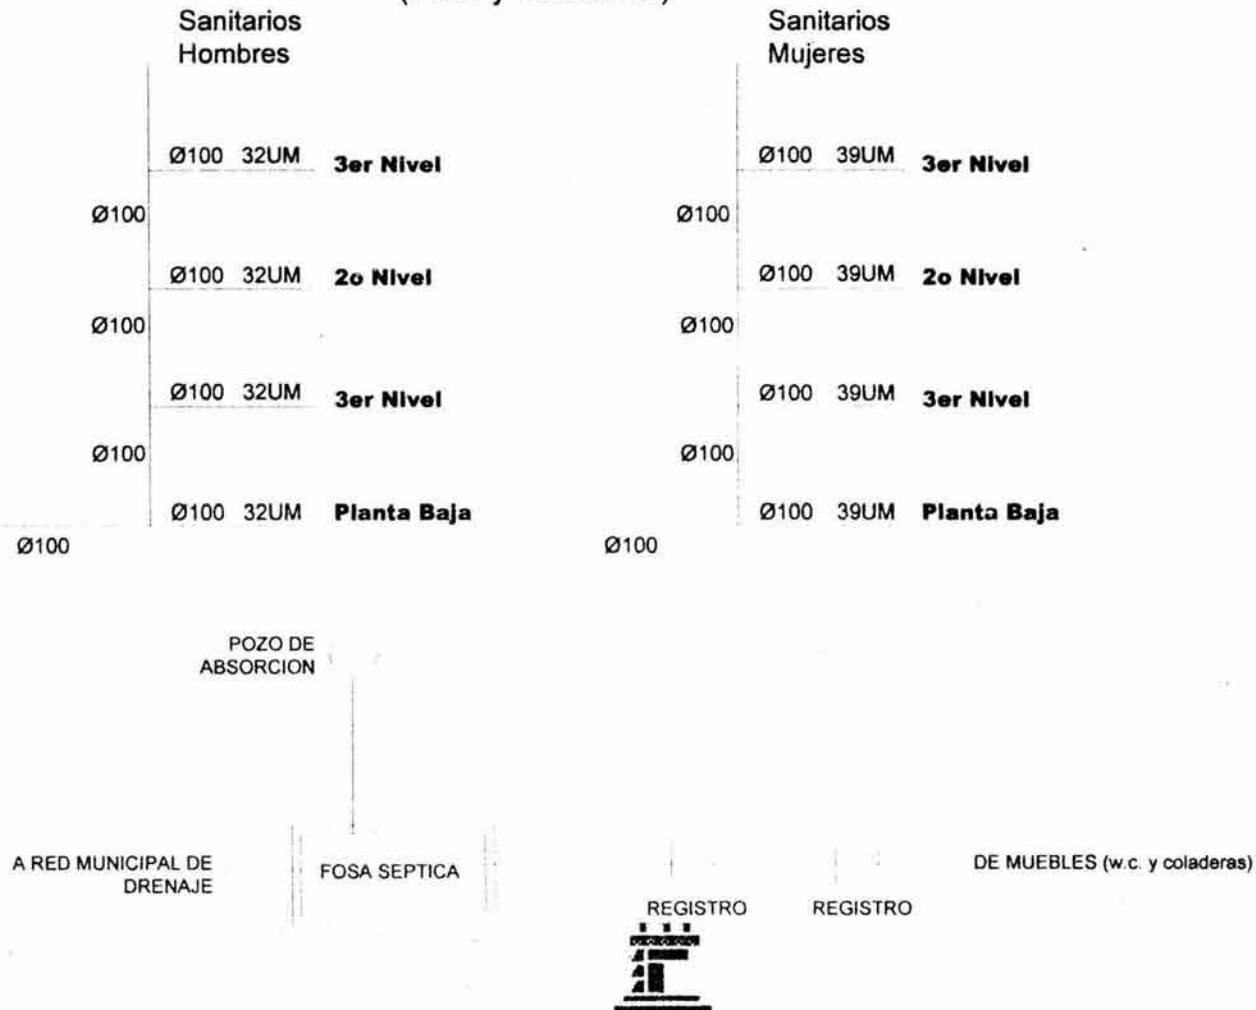 Sanitarios
Hombres
Ø100 32UM 3er Nivel
Ø100
Ø100 32UM 2o Nivel
Ø100
Ø100 32UM 3er Nivel
Ø100
Ø100 32UM Planta Baja
Ø100
Sanitarios
Mujeres
Ø100 39UM 3er Nivel
Ø100
Ø100 39UM 2o Nivel
Ø100
Ø100 39UM 3er Nivel
Ø100
Ø100 39UM Planta Baja
Ø100
POZO DE
ABSORCION
A RED MUNICIPAL DE
DRENAJE
FOSA SEPTICA
REGISTRO
REGISTRO
DE MUEBLES (w.c. y coladeras)